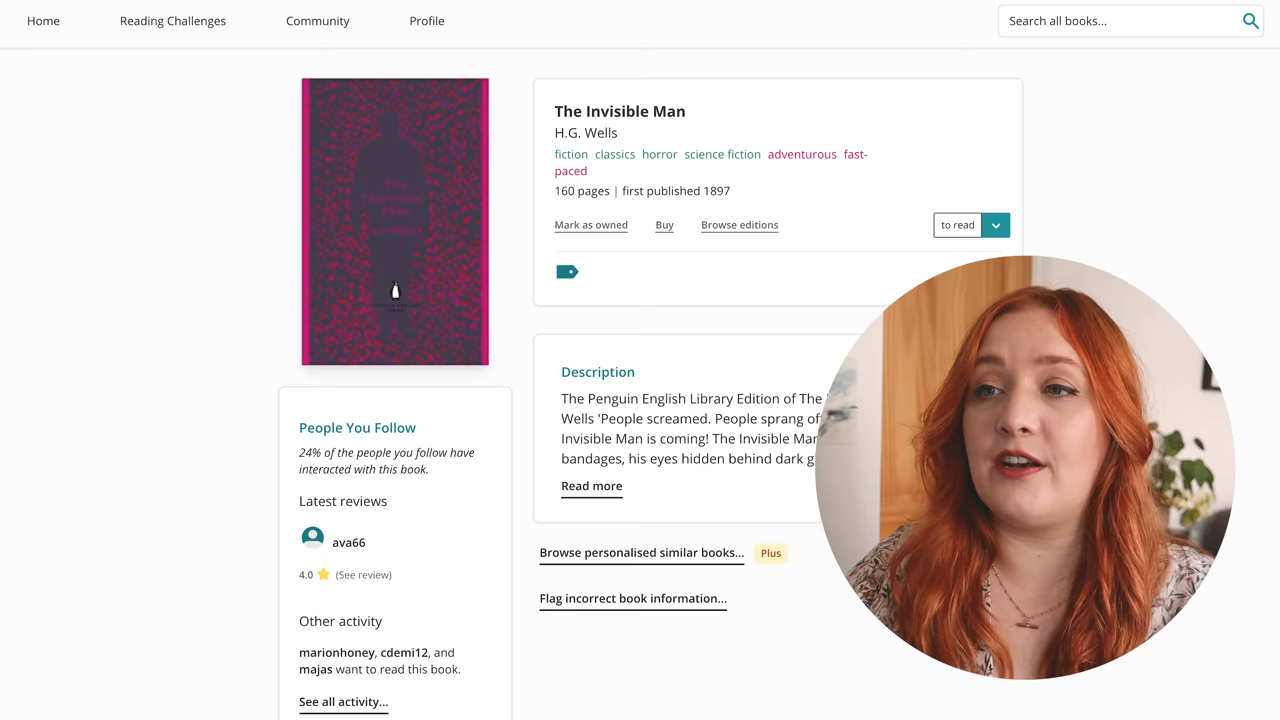 Home
Reading Challenges
Community
Profile
Search all books...
The
Invisible
Man
The Invisible Man
H.G. Wells
fiction classics horror science fiction adventurous fast-
paced
160 pages | first published 1897
Mark as owned
Buy
Browse editions
to read
Description
The Penguin English Library Edition of The
Wells 'People screamed. People sprang of
Invisible Man is coming! The Invisible Man
bandages, his eyes hidden behind dark g
Read more
Browse personalised similar books...
Plus
Flag incorrect book information...
People You Follow
24% of the people you follow have
interacted with this book.
Latest reviews
ava66
4.0 (See review)
Other activity
marionhoney, cdemi12, and
majas want to read this book.
See all activity...